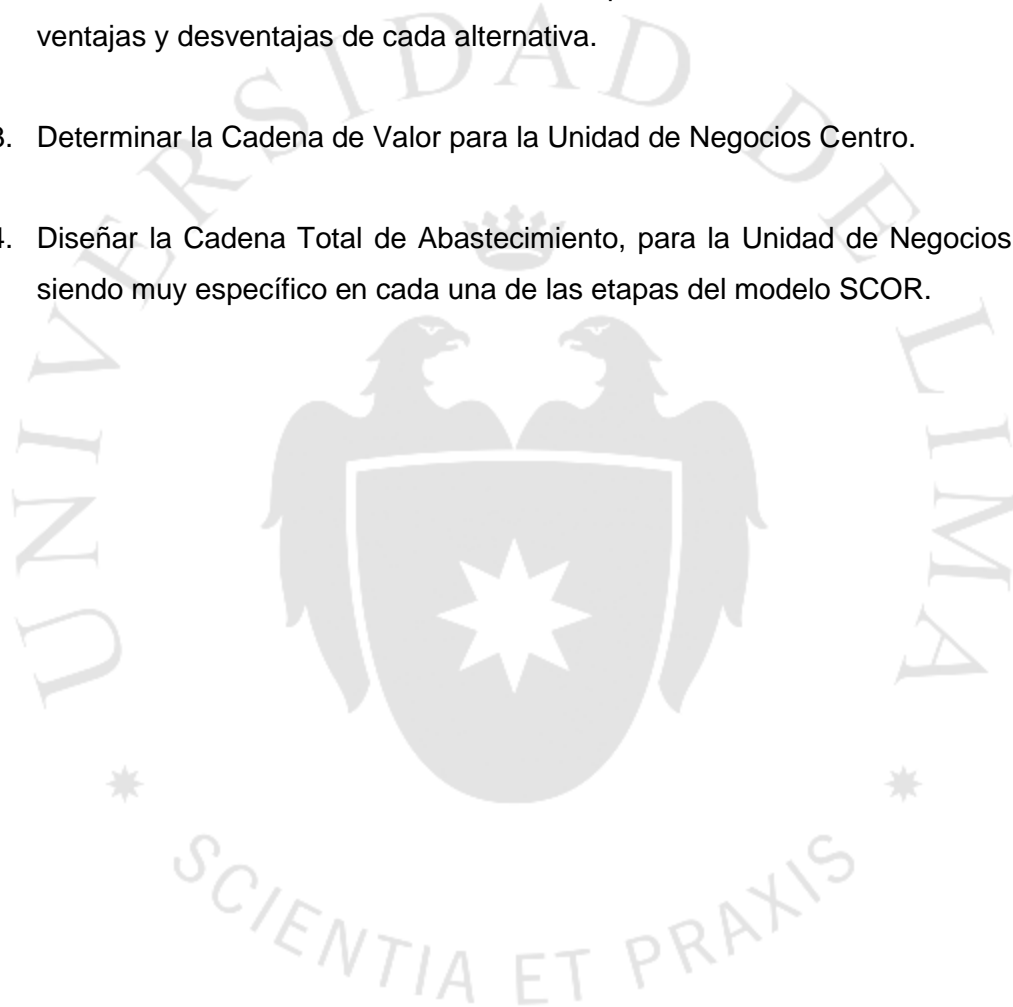 ventajas y desventajas de cada alternativa.
3. Determinar la Cadena de Valor para la Unidad de Negocios Centro.
4. Diseñar la Cadena Total de Abastecimiento, para la Unidad de Negocios
siendo muy específico en cada una de las etapas del modelo SCOR.
UNIVERSIDAD DE LIMA
SCIENTIA ET PRAXIS